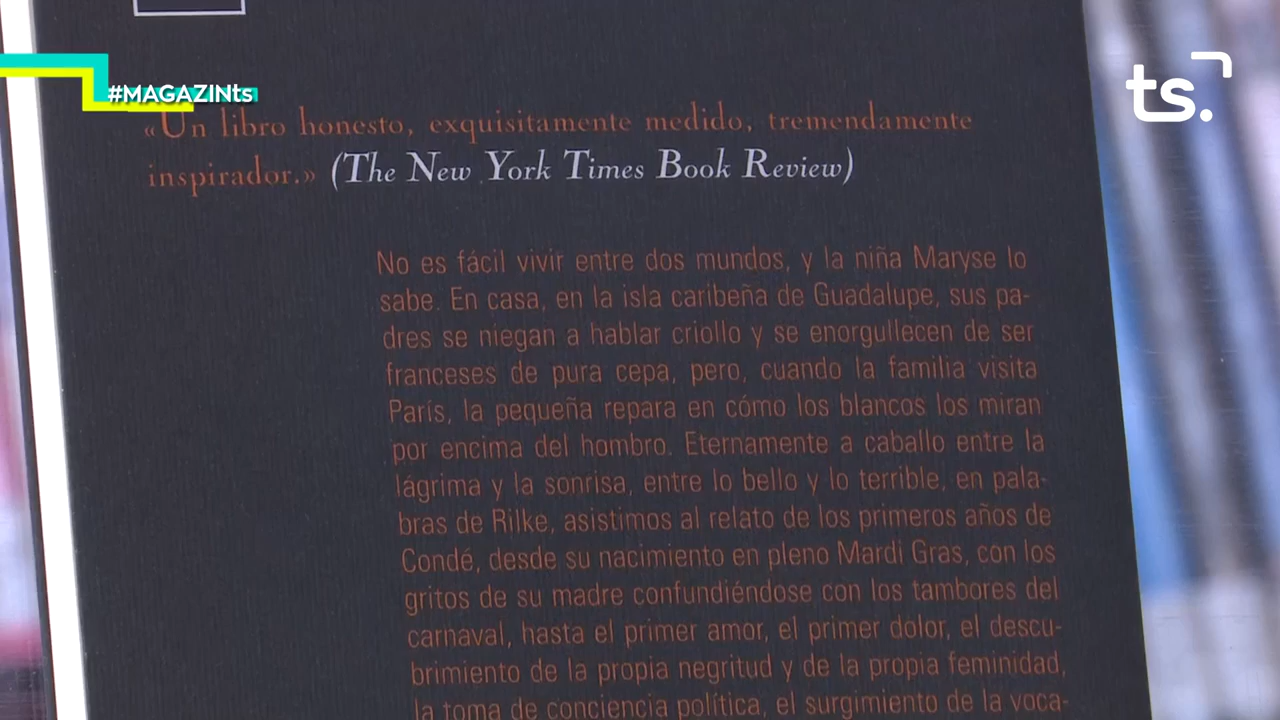 #MAGAZINts
ts.
«Un libro honesto, exquisitamente medido, tremendamente
inspirador.» (The New York Times Book Review)
No es fácil vivir entre dos mundos, y la niña Maryse lo
sabe. En casa, en la isla caribeña de Guadalupe, sus pa-
dres se niegan a hablar criollo y se enorgullecen de ser
franceses de pura cepa, pero, cuando la familia visita
París, la pequeña repara en cómo los blancos los miran
por encima del hombro. Eternamente a caballo entre la
lágrima y la sonrisa, entre lo bello y lo terrible, en pala-
bras de Rilke, asistimos al relato de los primeros años de
Condé, desde su nacimiento en pleno Mardi Gras, con los
gritos de su madre confundiéndose con los tambores del
carnaval, hasta el primer amor, el primer dolor, el descu-
brimiento de la propia negritud y de la propia feminidad,
la toma de conciencia política, el surgimiento de la voca-